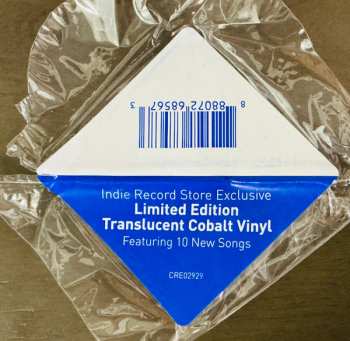 8 88072 68567 3
Indie Record Store Exclusive
Limited Edition
Translucent Cobalt Vinyl
Featuring 10 New Songs
CRE02929